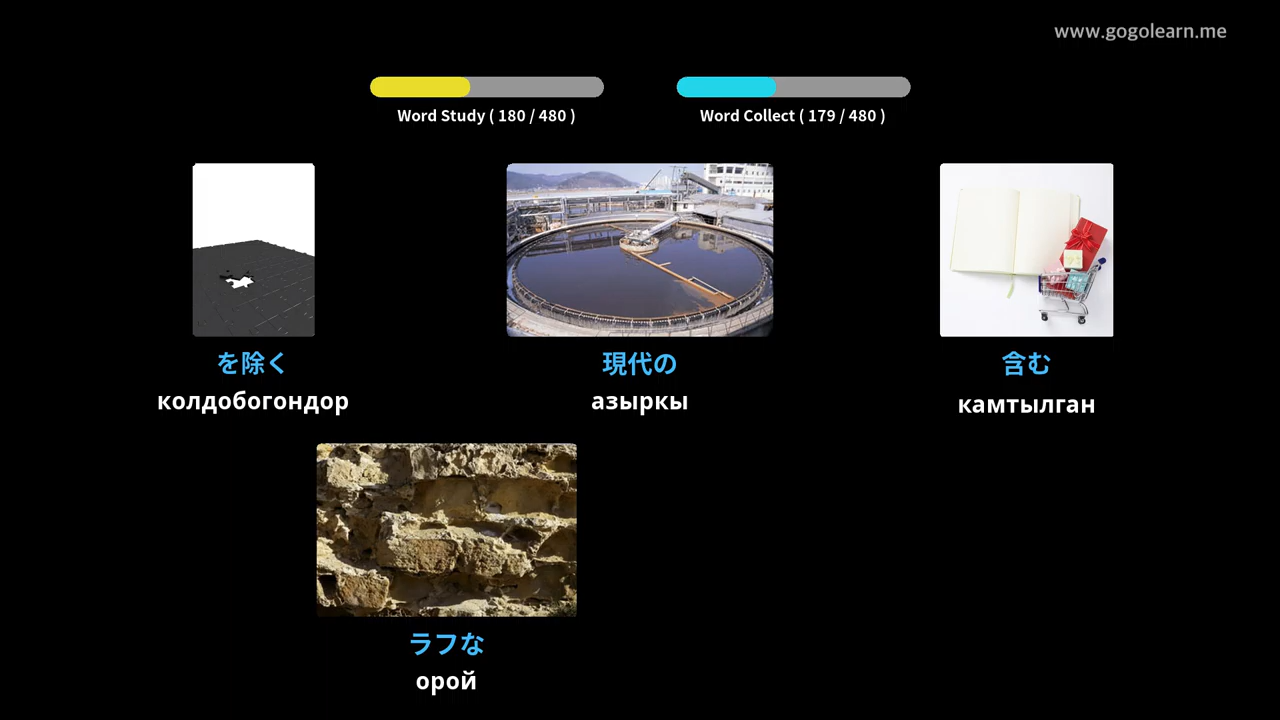 www.gogolearn.me
Word Study ( 180 / 480 )
Word Collect ( 179 / 480 )
を除く
колдобогондор
現代の
азыркы
含む
камтылган
ラフな
орой